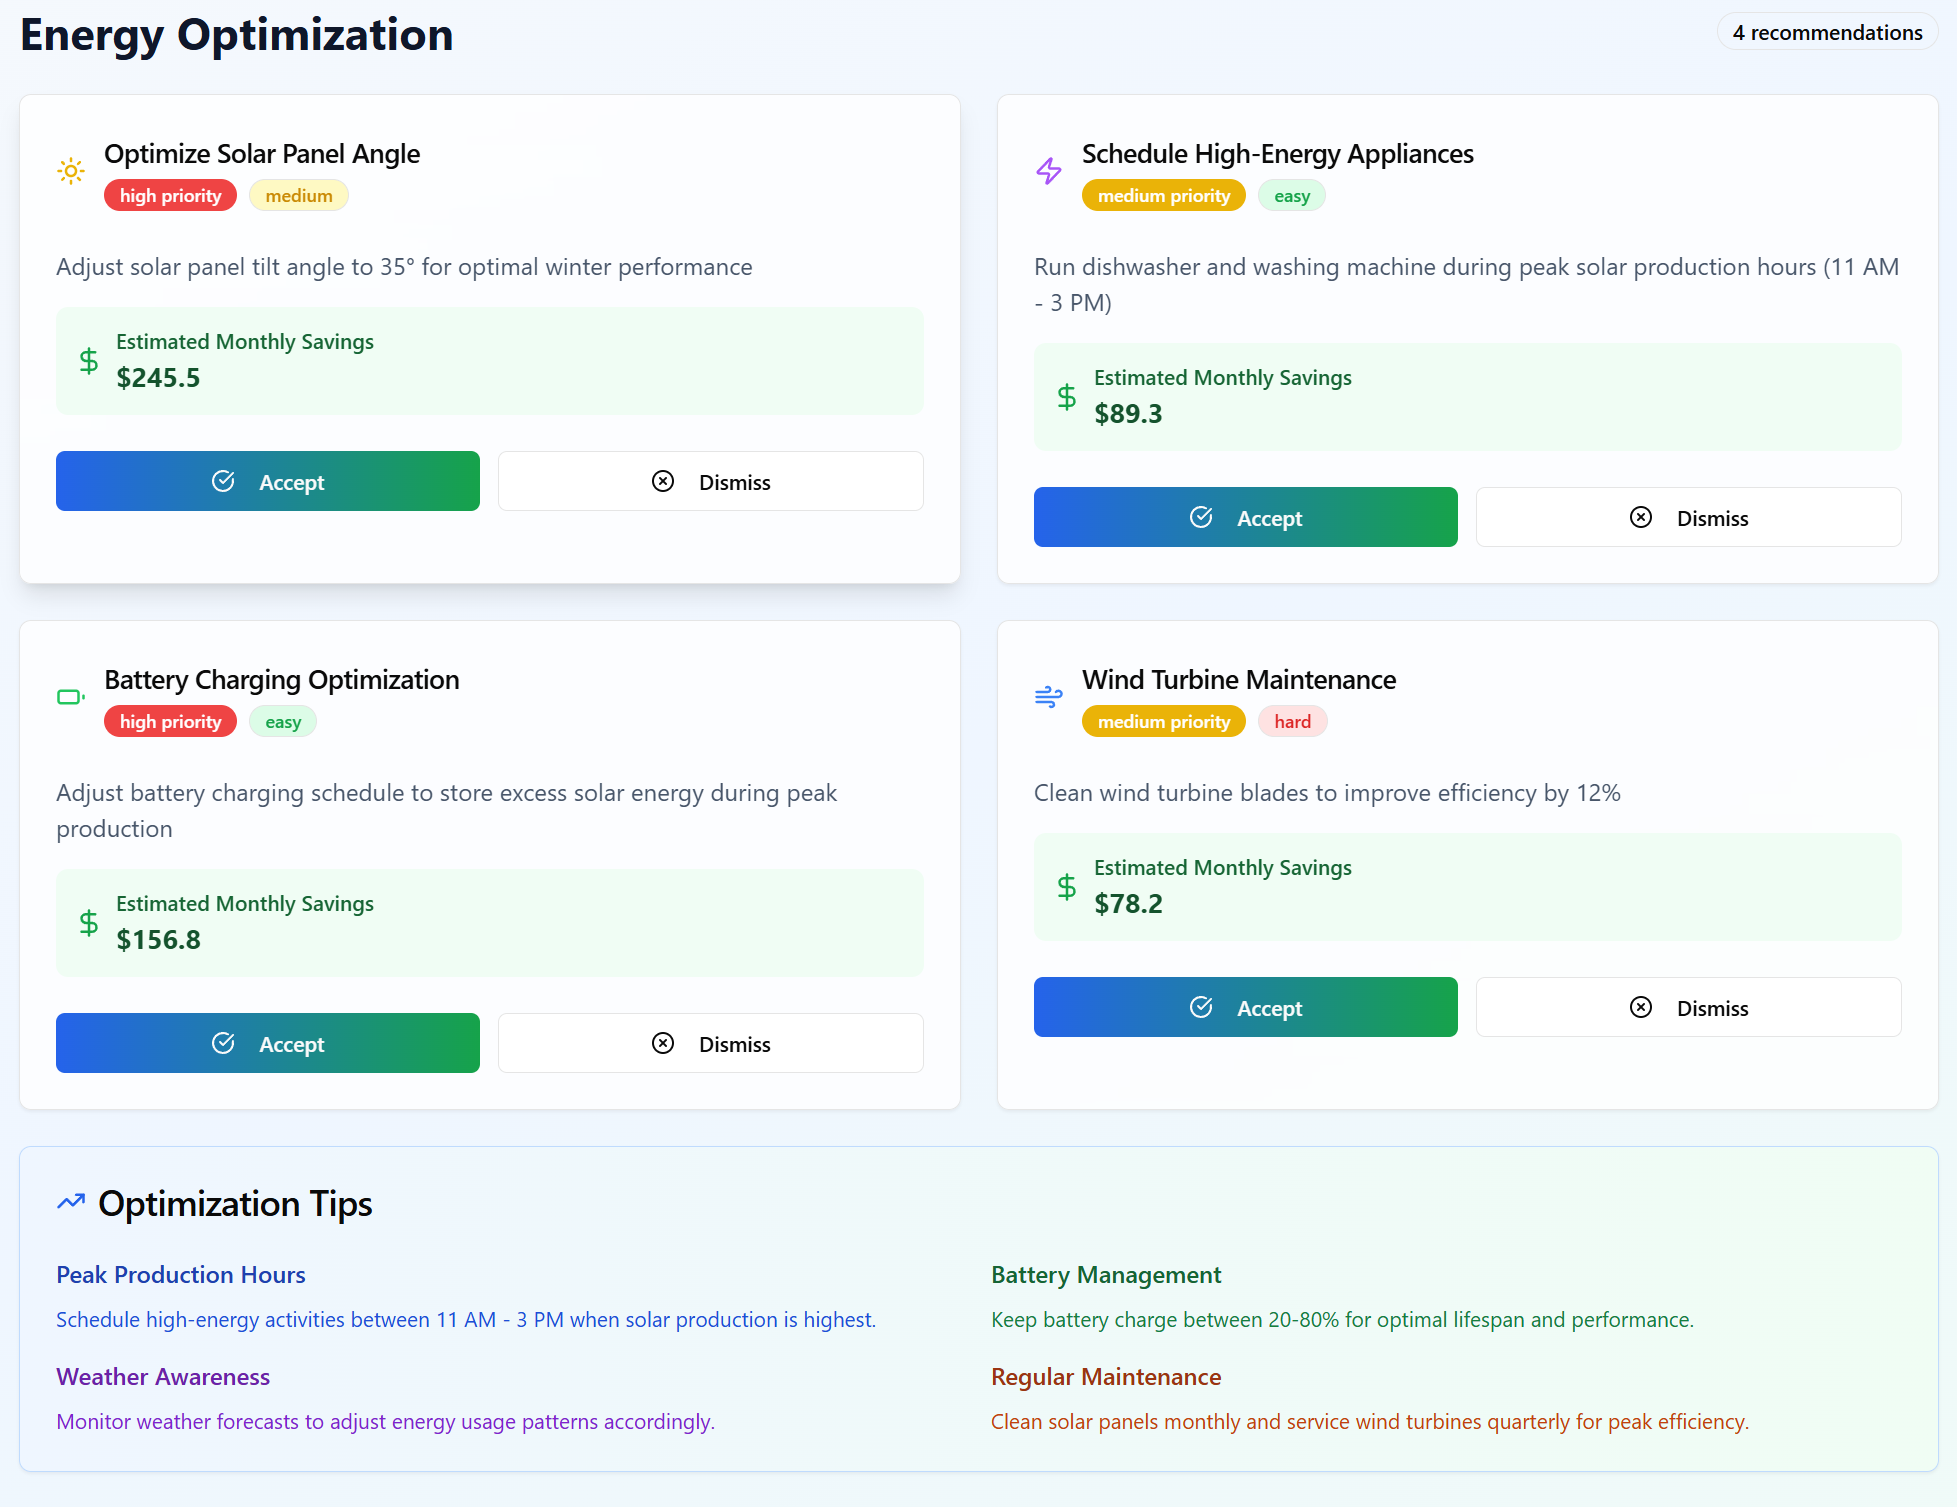 Energy Optimization
4 recommendations
Optimize Solar Panel Angle
high priority
medium
Adjust solar panel tilt angle to 35° for optimal winter performance
Estimated Monthly Savings
$245.5
Accept
Dismiss
Schedule High-Energy Appliances
medium priority
easy
Run dishwasher and washing machine during peak solar production hours (11 AM
- 3 PM)
Estimated Monthly Savings
$89.3
Accept
Dismiss
Battery Charging Optimization
high priority
easy
Adjust battery charging schedule to store excess solar energy during peak
production
Estimated Monthly Savings
$156.8
Accept
Dismiss
Wind Turbine Maintenance
medium priority
hard
Clean wind turbine blades to improve efficiency by 12%
Estimated Monthly Savings
$78.2
Accept
Dismiss
Optimization Tips
Peak Production Hours
Schedule high-energy activities between 11 AM - 3 PM when solar production is highest.
Battery Management
Keep battery charge between 20-80% for optimal lifespan and performance.
Weather Awareness
Monitor weather forecasts to adjust energy usage patterns accordingly.
Regular Maintenance
Clean solar panels monthly and service wind turbines quarterly for peak efficiency.